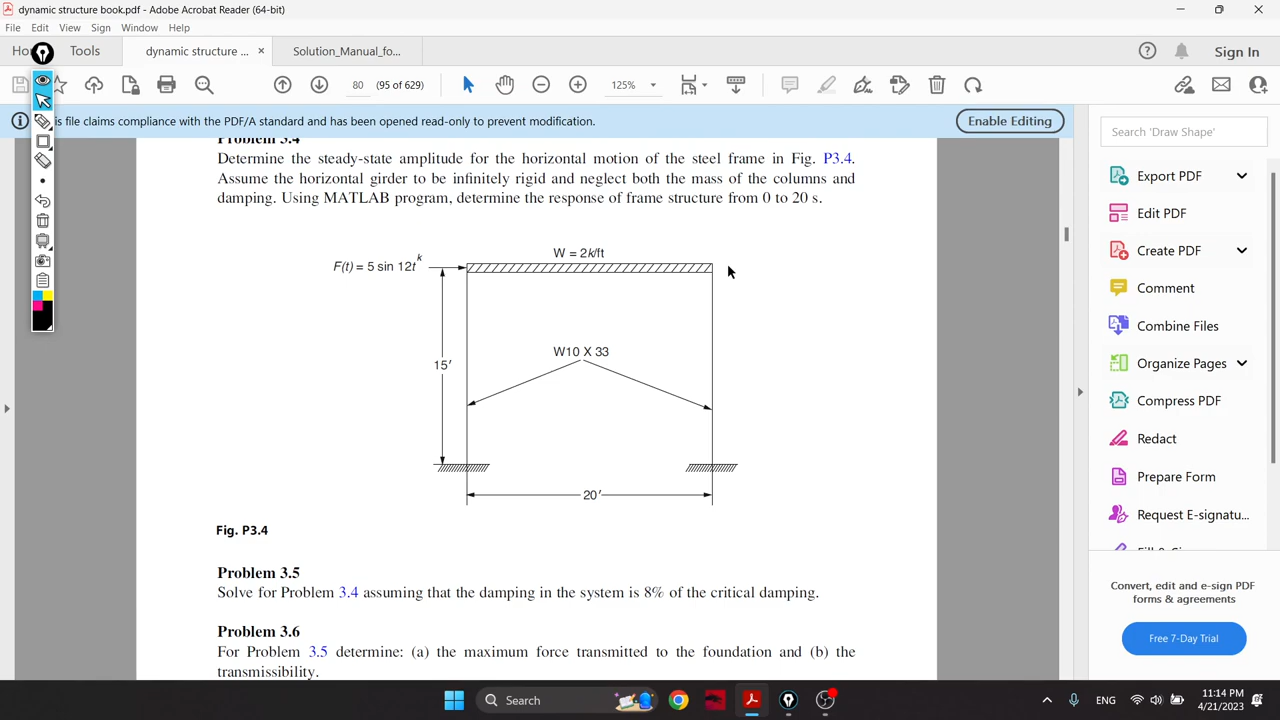 dynamic structure book.pdf - Adobe Acrobat Reader (64-bit)
File Edit View Sign Window Help
Tools dynamic structure ... × Solution_Manual_fo... Sign In
80 (95 of 629) 125%
is file claims compliance with the PDF/A standard and has been opened read-only to prevent modification. Enable Editing
Problem 3.4
Determine the steady-state amplitude for the horizontal motion of the steel frame in Fig. P3.4.
Assume the horizontal girder to be infinitely rigid and neglect both the mass of the columns and
damping. Using MATLAB program, determine the response of frame structure from 0 to 20 s.
W = 2k/ft
F(t) = 5 sin 12t k
W10 X 33
15′
20′
Fig. P3.4
Problem 3.5
Solve for Problem 3.4 assuming that the damping in the system is 8% of the critical damping.
Problem 3.6
For Problem 3.5 determine: (a) the maximum force transmitted to the foundation and (b) the
transmissibility.
Search 'Draw Shape'
Export PDF
Edit PDF
Create PDF
Comment
Combine Files
Organize Pages
Compress PDF
Redact
Prepare Form
Request E-signatu...
Convert, edit and e-sign PDF
forms & agreements
Free 7-Day Trial
Search
ENG
11:14 PM
4/21/2023